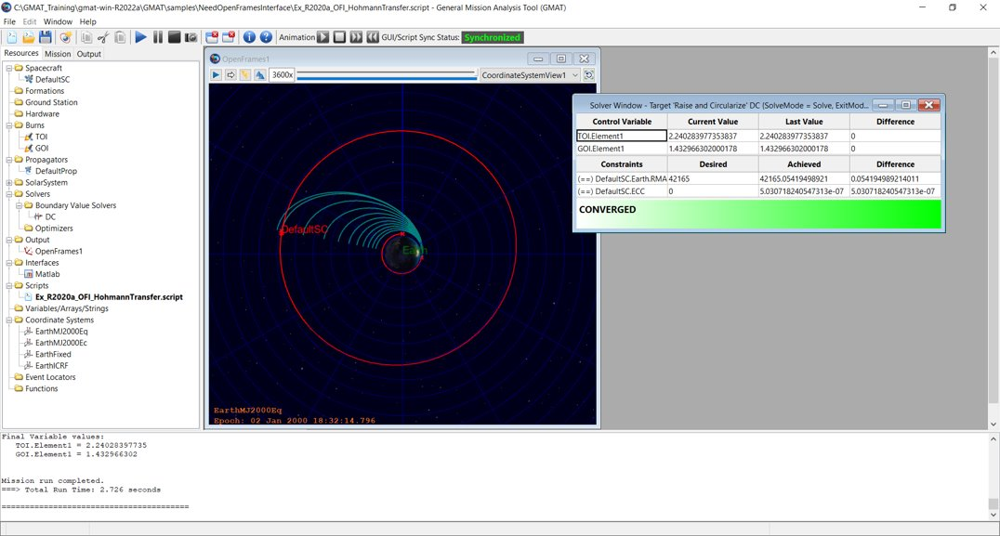 C:\GMAT_Training\gmat-win-R2022a\GMAT\samples\NeedOpenFramesInterface\Ex_R2020a_OFI_HohmannTransfer.script - General Mission Analysis Tool (GMAT)
File Edit Window Help
3600x
Animation GUI/Script Sync Status: Synchronized
Resources Mission Output
Spacecraft
DefaultSC
Formations
Ground Station
Hardware
Burns
TOI
GOI
Propagators
DefaultProp
SolarSystem
Solvers
Boundary Value Solvers
DC
Optimizers
Output
OpenFrames1
Interfaces
Matlab
Scripts
Ex_R2020a_OFI_HohmannTransfer.script
Variables/Arrays/Strings
Coordinate Systems
EarthMJ2000Eq
EarthMJ2000Ec
EarthFixed
EarthICRF
Event Locators
Functions
OpenFrames1
CoordinateSystemView1
DefaultSC
Earth
EarthMJ2000Eq
Epoch: 02 Jan 2000 18:32:14.796
Solver Window - Target 'Raise and Circularize' DC (SolveMode = Solve, ExitMod...
Control Variable Current Value Last Value Difference
TOI.Element1 2.240283977353837 2.240283977353837 0
GOI.Element1 1.432966302000178 1.432966302000178 0
Constraints Desired Achieved Difference
(==) DefaultSC.Earth.RMA 42165 42165.05419498921 0.054194989214011
(==) DefaultSC.ECC 0 5.030718240547313e-07 5.030718240547313e-07
CONVERGED
Final Variable values:
TOI.Element1 = 2.24028397735
GOI.Element1 = 1.432966302
Mission run completed.
===> Total Run Time: 2.726 seconds
========================================